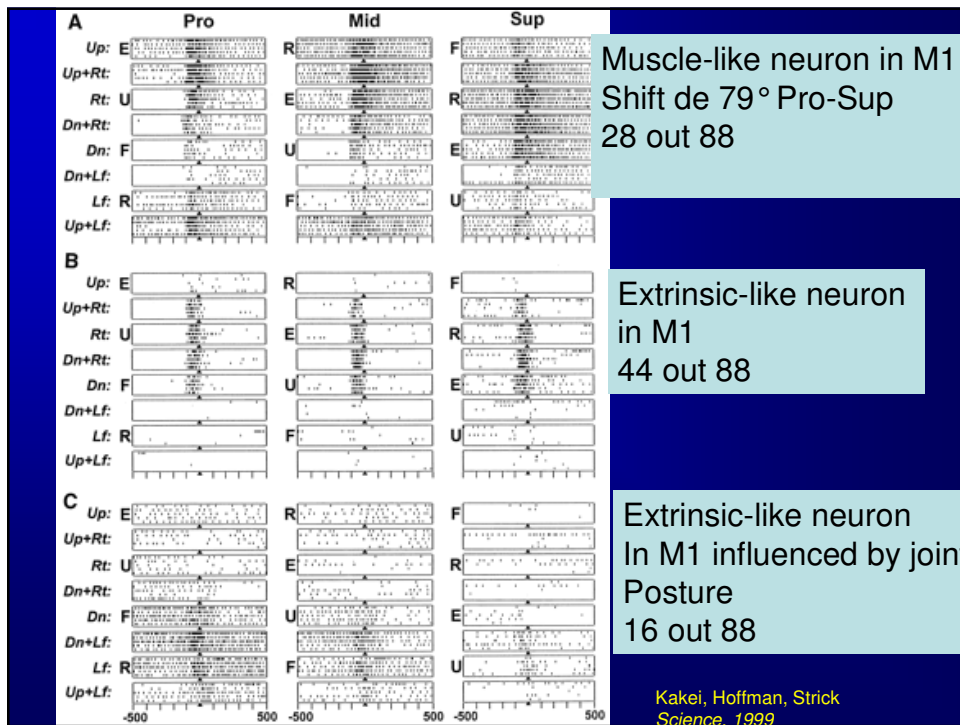 A Pro Mid Sup
Up: E R F
Up+Rt:
Rt: U E R
Dn+Rt:
Dn: F U E
Dn+Lf:
Lf: R F U
Up+Lf:
Muscle-like neuron in M1
Shift de 79° Pro-Sup
28 out 88
B
Up: E R F
Up+Rt:
Rt: U E R
Dn+Rt:
Dn: F U E
Dn+Lf:
Lf: R F U
Up+Lf:
Extrinsic-like neuron
in M1
44 out 88
C
Up: E R F
Up+Rt:
Rt: U E R
Dn+Rt:
Dn: F U E
Dn+Lf:
Lf: R F U
Up+Lf:
-500 500 -500 500 -500 500
Extrinsic-like neuron
In M1 influenced by join
Posture
16 out 88
Kakei, Hoffman, Strick
Science, 1999